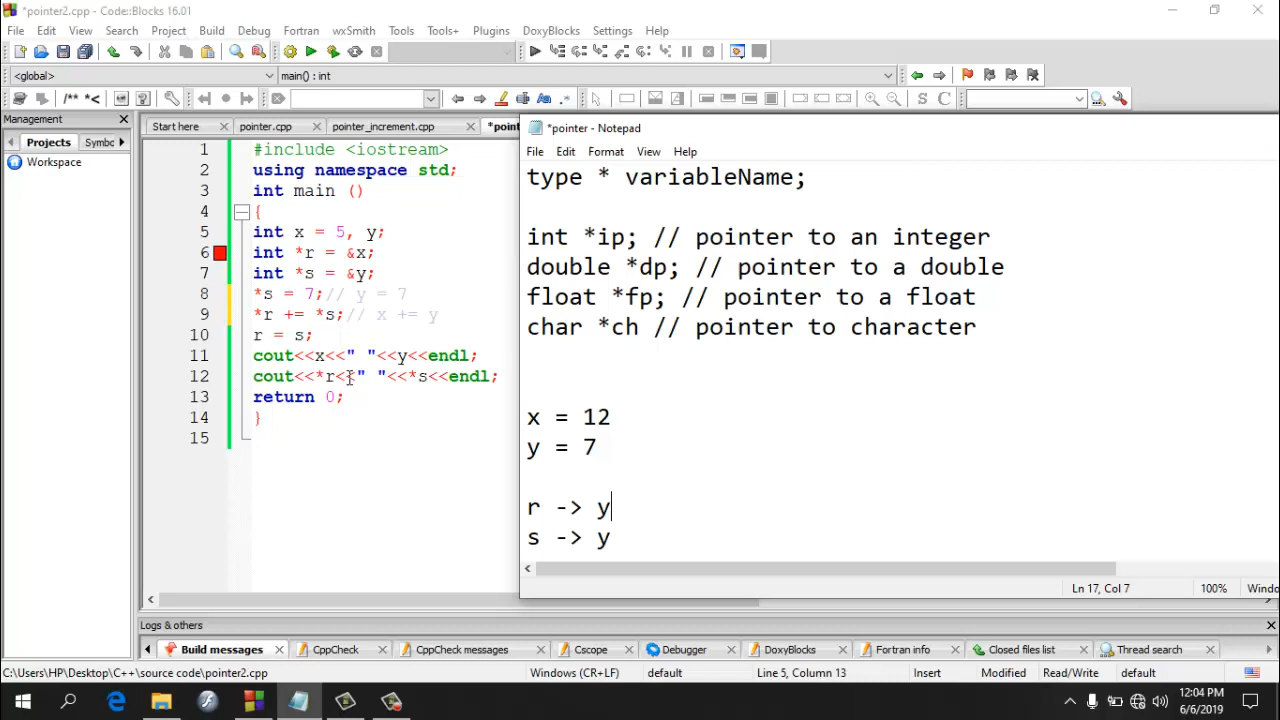 *pointer2.cpp - Code::Blocks 16.01
File Edit View Search Project Build Debug Fortran wxSmith Tools Tools+ Plugins DoxyBlocks Settings Help
<global> main() : int
/** *< S C
Management
Projects Symbo
Workspace
Start here pointer.cpp pointer_increment.cpp *point
1 #include <iostream>
2 using namespace std;
3 int main ()
4 {
5 int x = 5, y;
6 int *r = &x;
7 int *s = &y;
8 *s = 7;// y = 7
9 *r += *s;// x += y
10 r = s;
11 cout<<x<<" "<<y<<endl;
12 cout<<*r<<" "<<*s<<endl;
13 return 0;
14 }
15
*pointer - Notepad
File Edit Format View Help
type * variableName;
int *ip; // pointer to an integer
double *dp; // pointer to a double
float *fp; // pointer to a float
char *ch // pointer to character
x = 12
y = 7
r -> y
s -> y
Ln 17, Col 7 100% Windo
Logs & others
Build messages CppCheck CppCheck messages Cscope Debugger DoxyBlocks Fortran info Closed files list Thread search
C:\Users\HP\Desktop\C++\source code\pointer2.cpp Windows (CR+LF) default Line 5, Column 13 Insert Modified Read/Write default
12:04 PM
6/6/2019